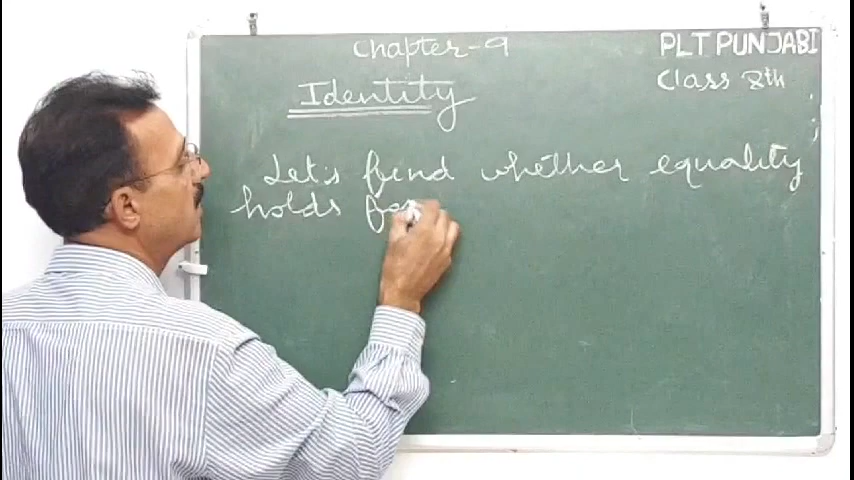 Chapter-9
PLT PUNJABI
Class 8th
Identity
Let's find whether equality
holds for